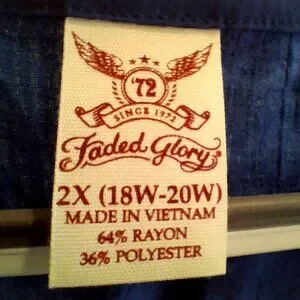 '72
SINCE 1972
Faded Glory
2X (18W-20W)
MADE IN VIETNAM
64% RAYON
36% POLYESTER